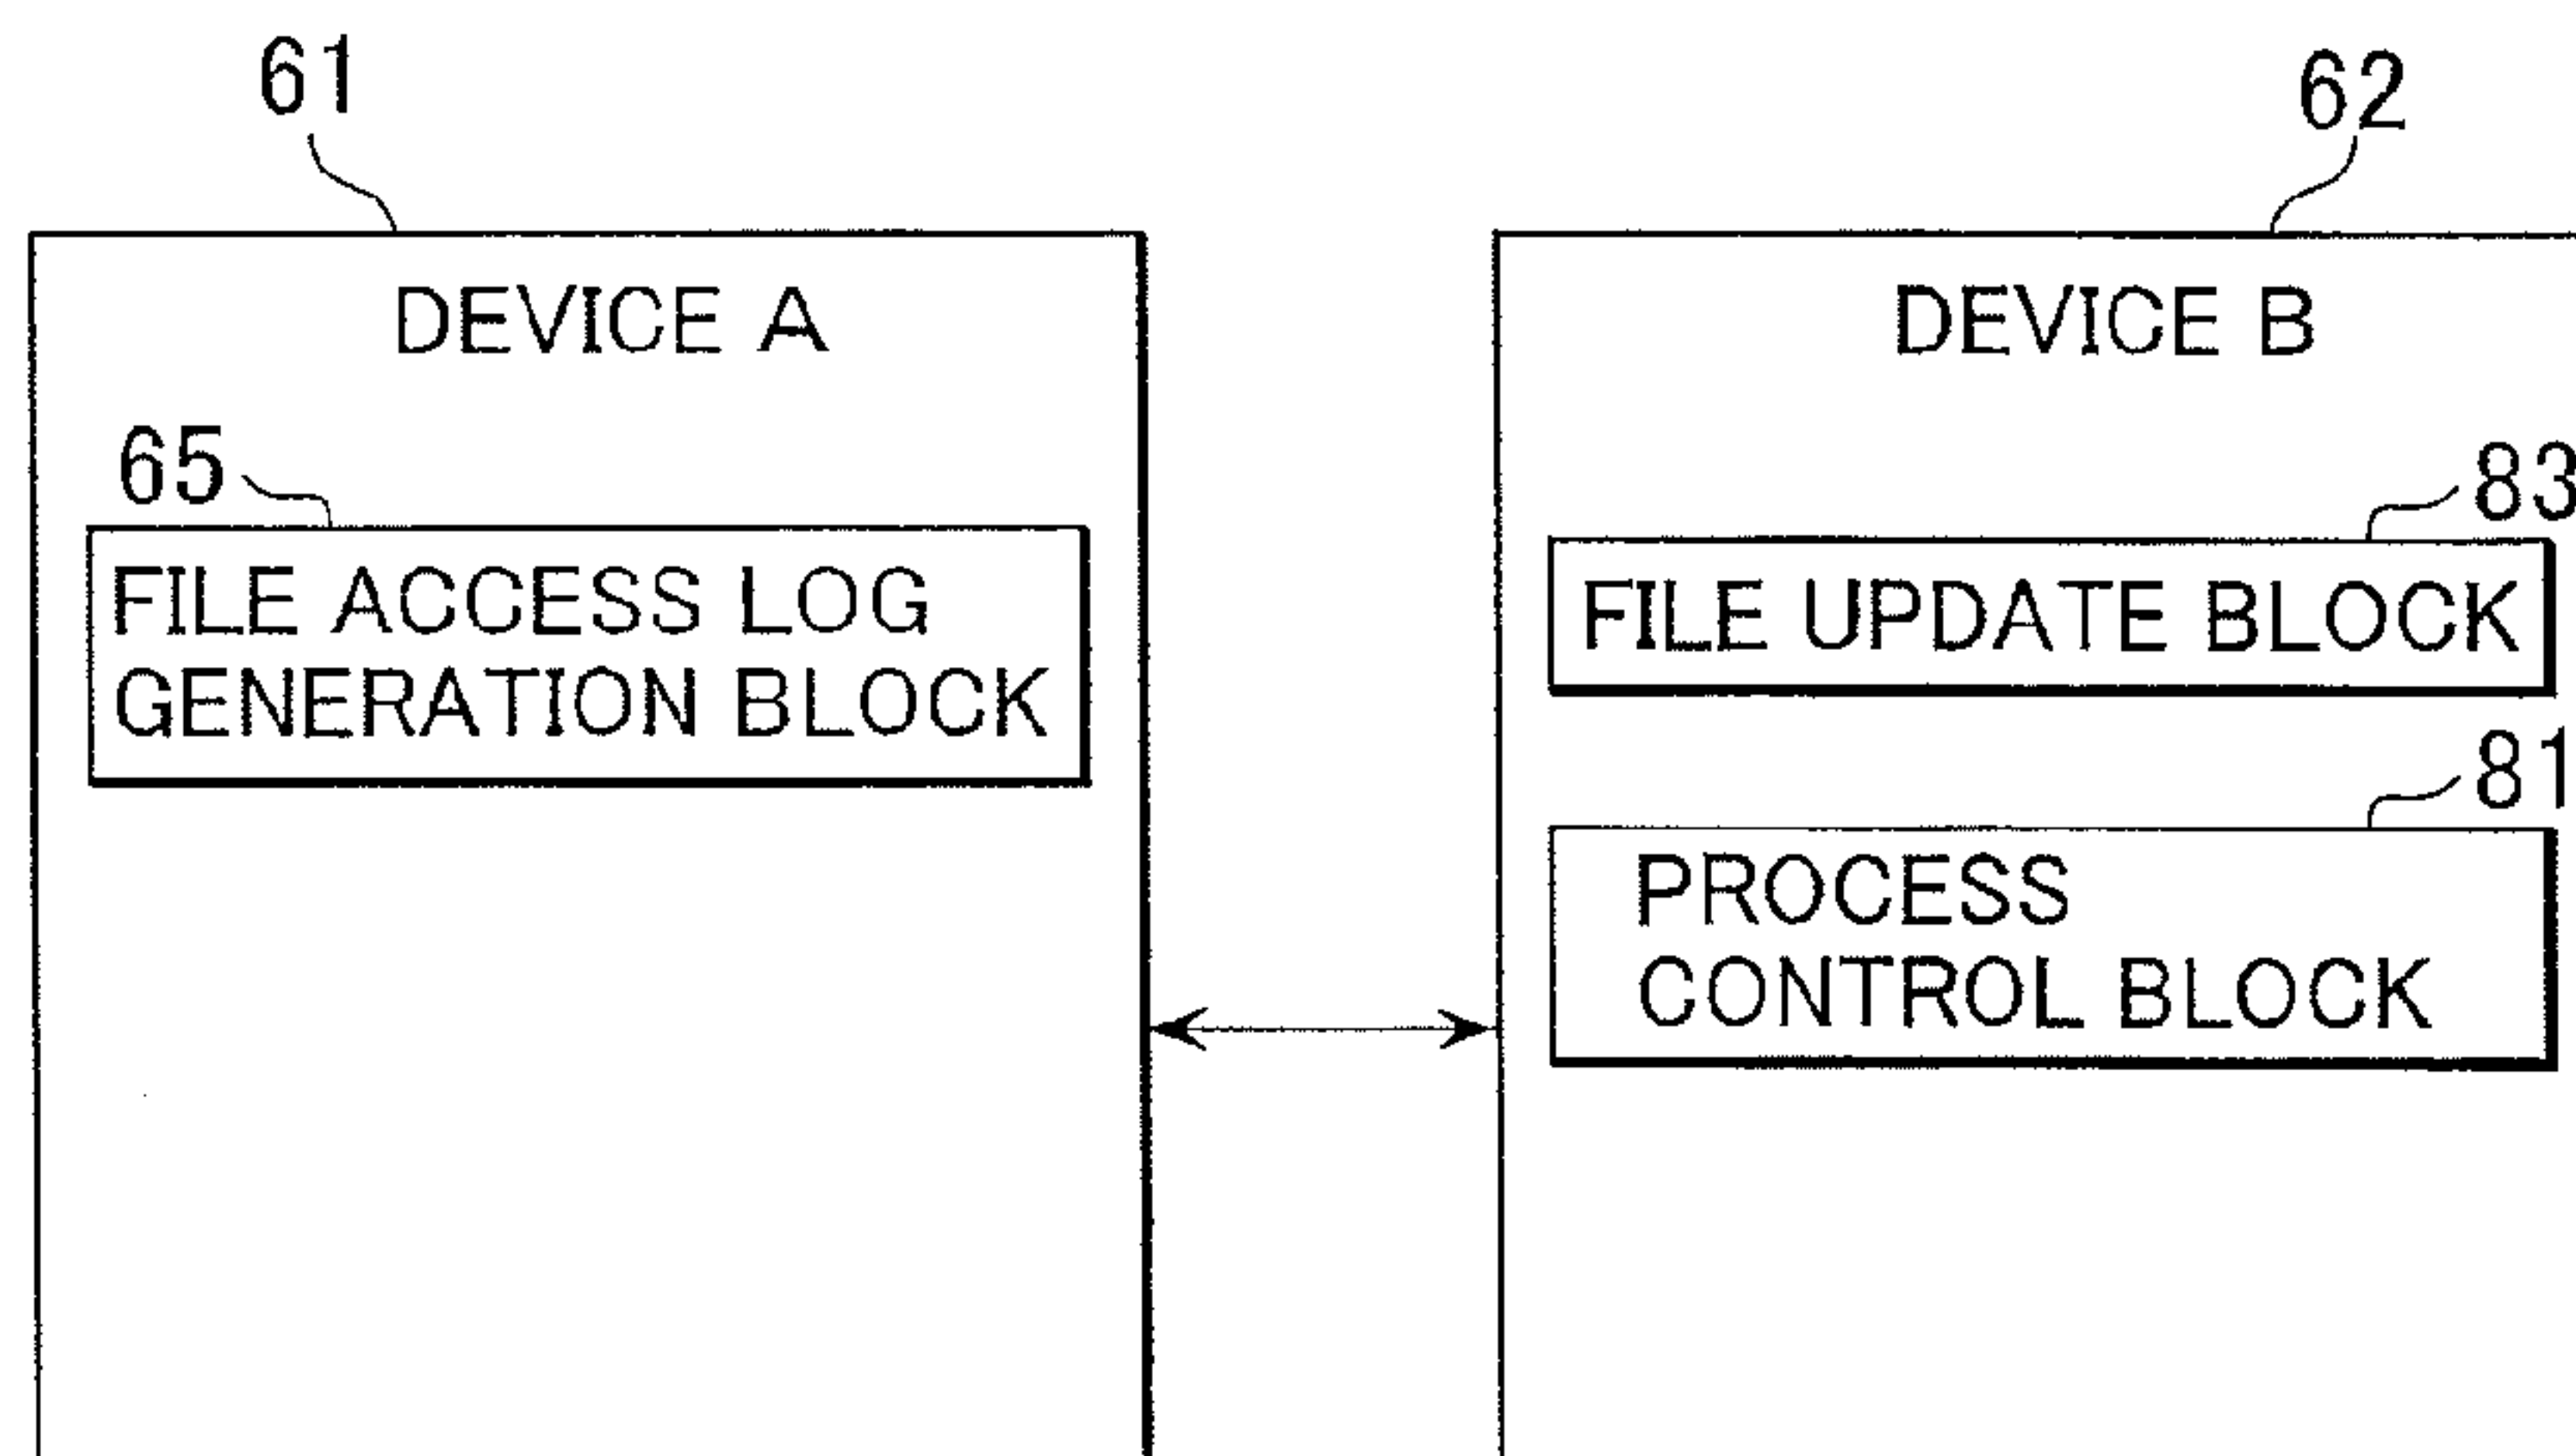 61
62
DEVICE A
DEVICE B
65
FILE ACCESS LOG
GENERATION BLOCK
83
FILE UPDATE BLOCK
81
PROCESS
CONTROL BLOCK